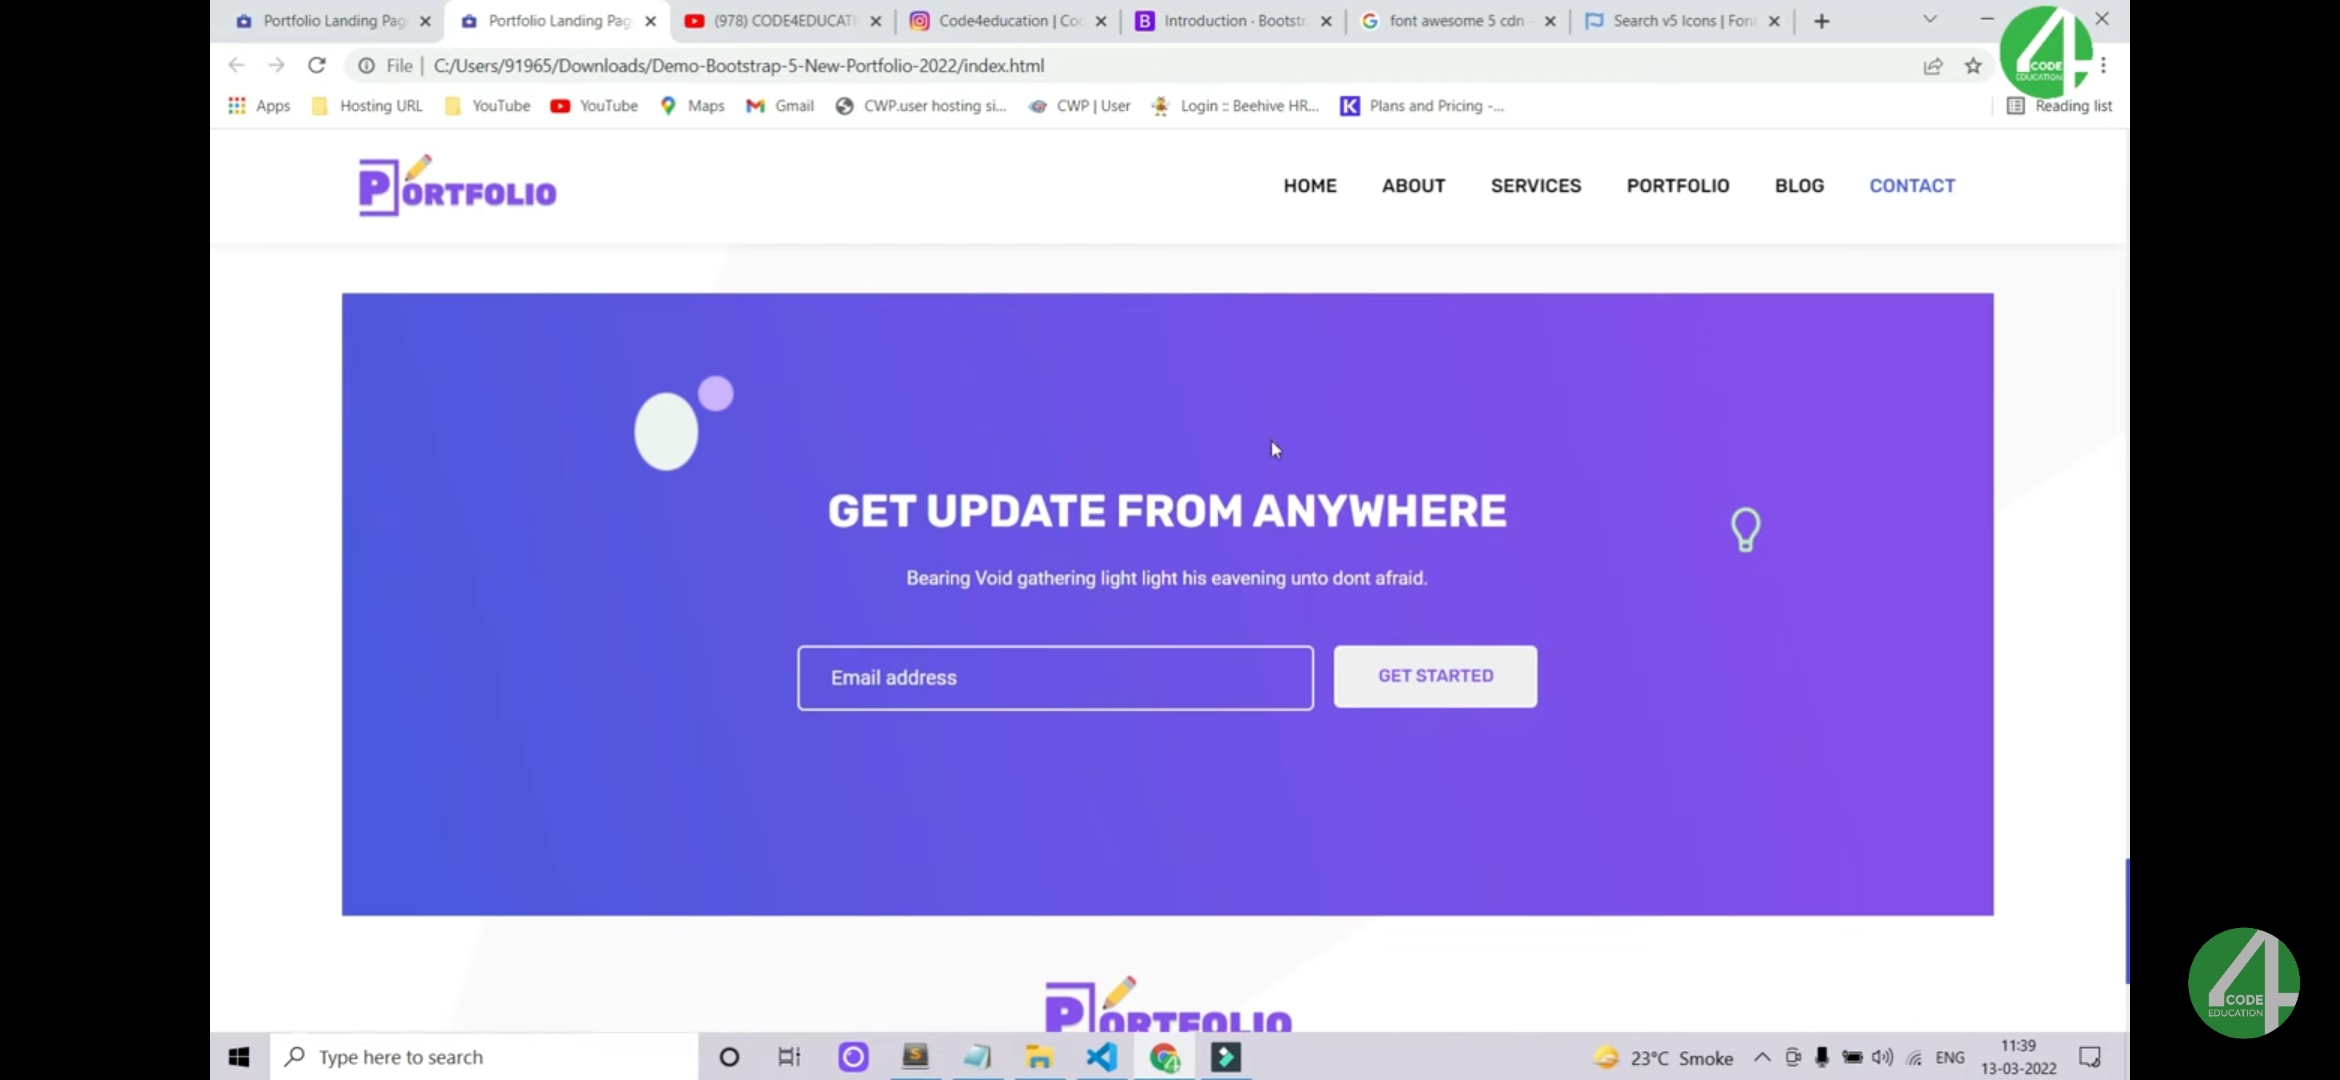 Portfolio Landing Pag
Portfolio Landing Pag
(978) CODE4EDUCATI
Code4education | Co
Introduction · Bootstr
font awesome 5 cdn
Search v5 Icons | Font
File | C:/Users/91965/Downloads/Demo-Bootstrap-5-New-Portfolio-2022/index.html
CODE
EDUCATION
4
Apps
Hosting URL
YouTube
YouTube
Maps
Gmail
CWP.user hosting si...
CWP | User
Login :: Beehive HR...
Plans and Pricing -...
Reading list
PORTFOLIO
HOME ABOUT SERVICES PORTFOLIO BLOG CONTACT
GET UPDATE FROM ANYWHERE
Bearing Void gathering light light his eavening unto dont afraid.
Email address
GET STARTED
PORTFOLIO
4
CODE
EDUCATION
Type here to search
23°C Smoke
ENG
11:39
13-03-2022